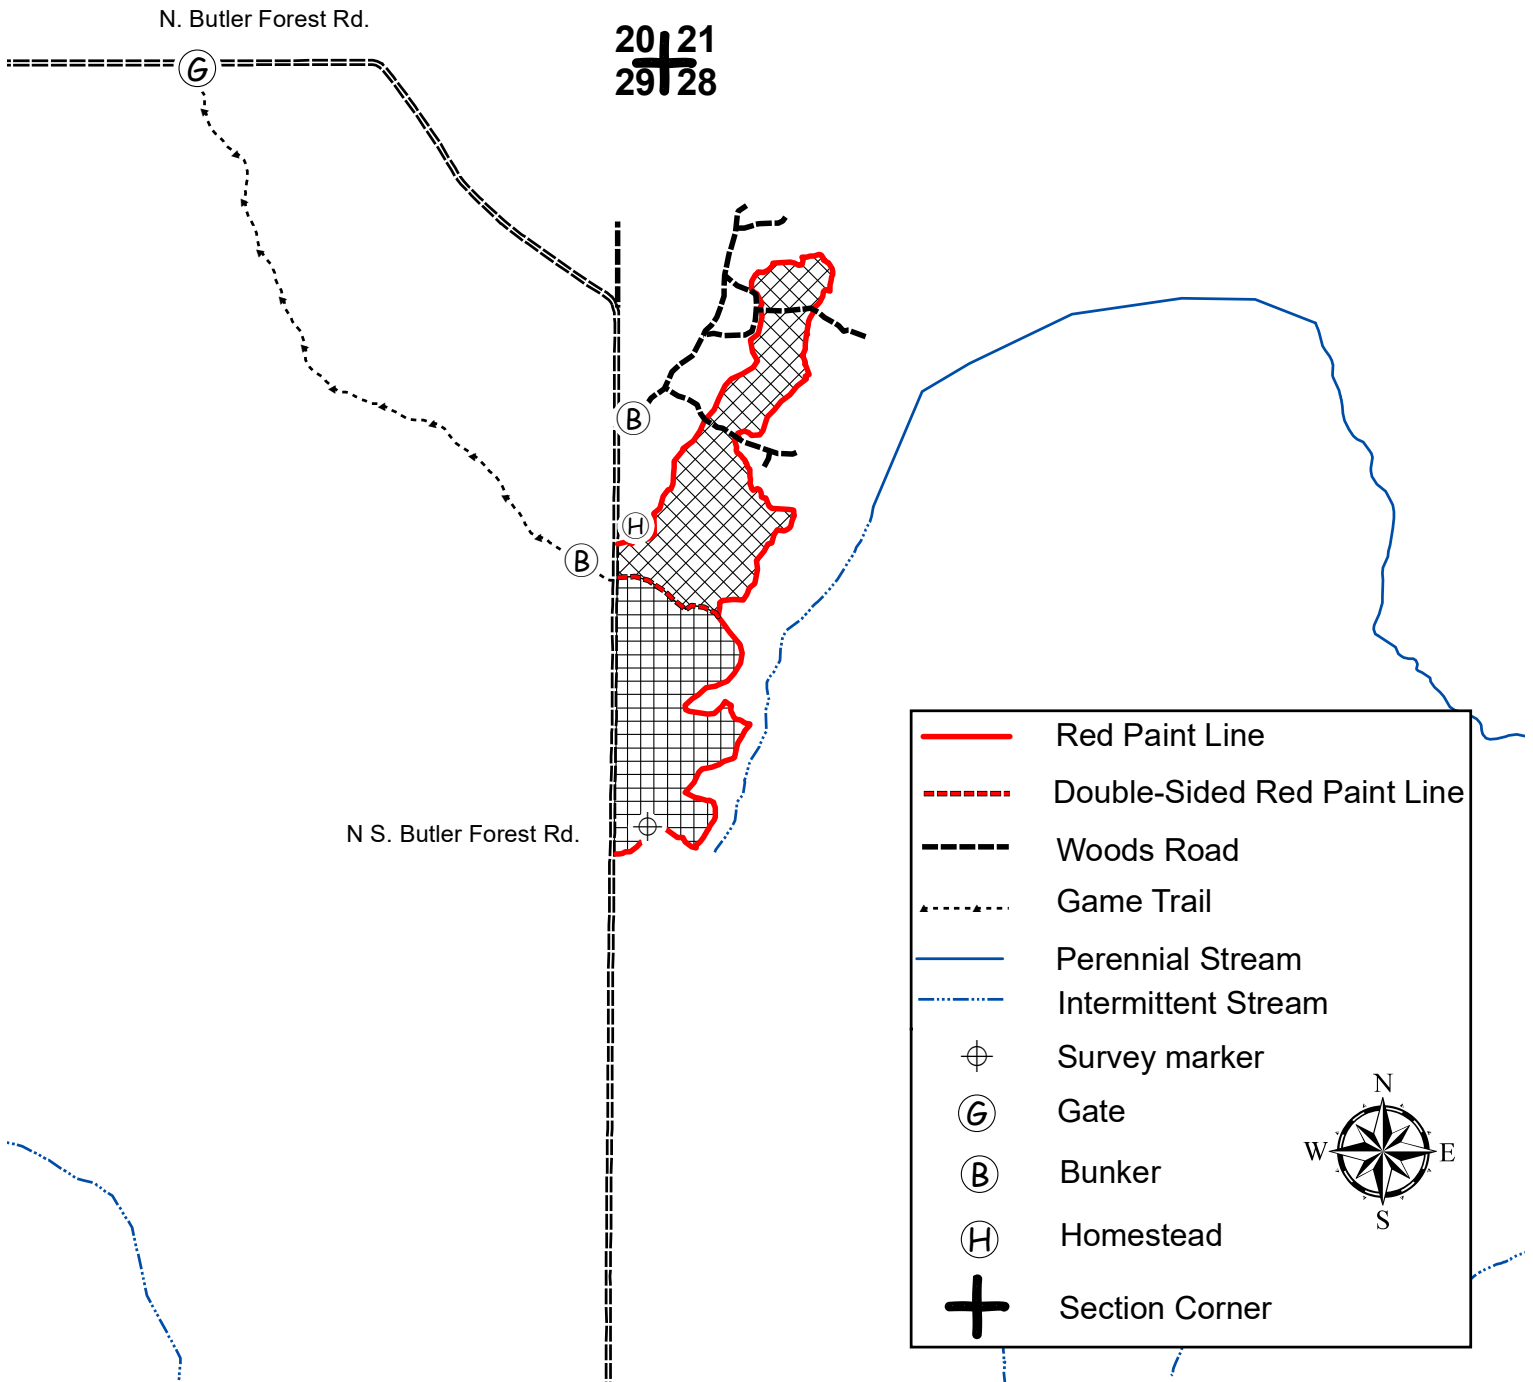 N. Butler Forest Rd.
20 21
29 28
G
B
H
B
N S. Butler Forest Rd.
Red Paint Line
Double-Sided Red Paint Line
Woods Road
Game Trail
Perennial Stream
Intermittent Stream
Survey marker
G Gate
B Bunker
H Homestead
Section Corner
N
W E
S